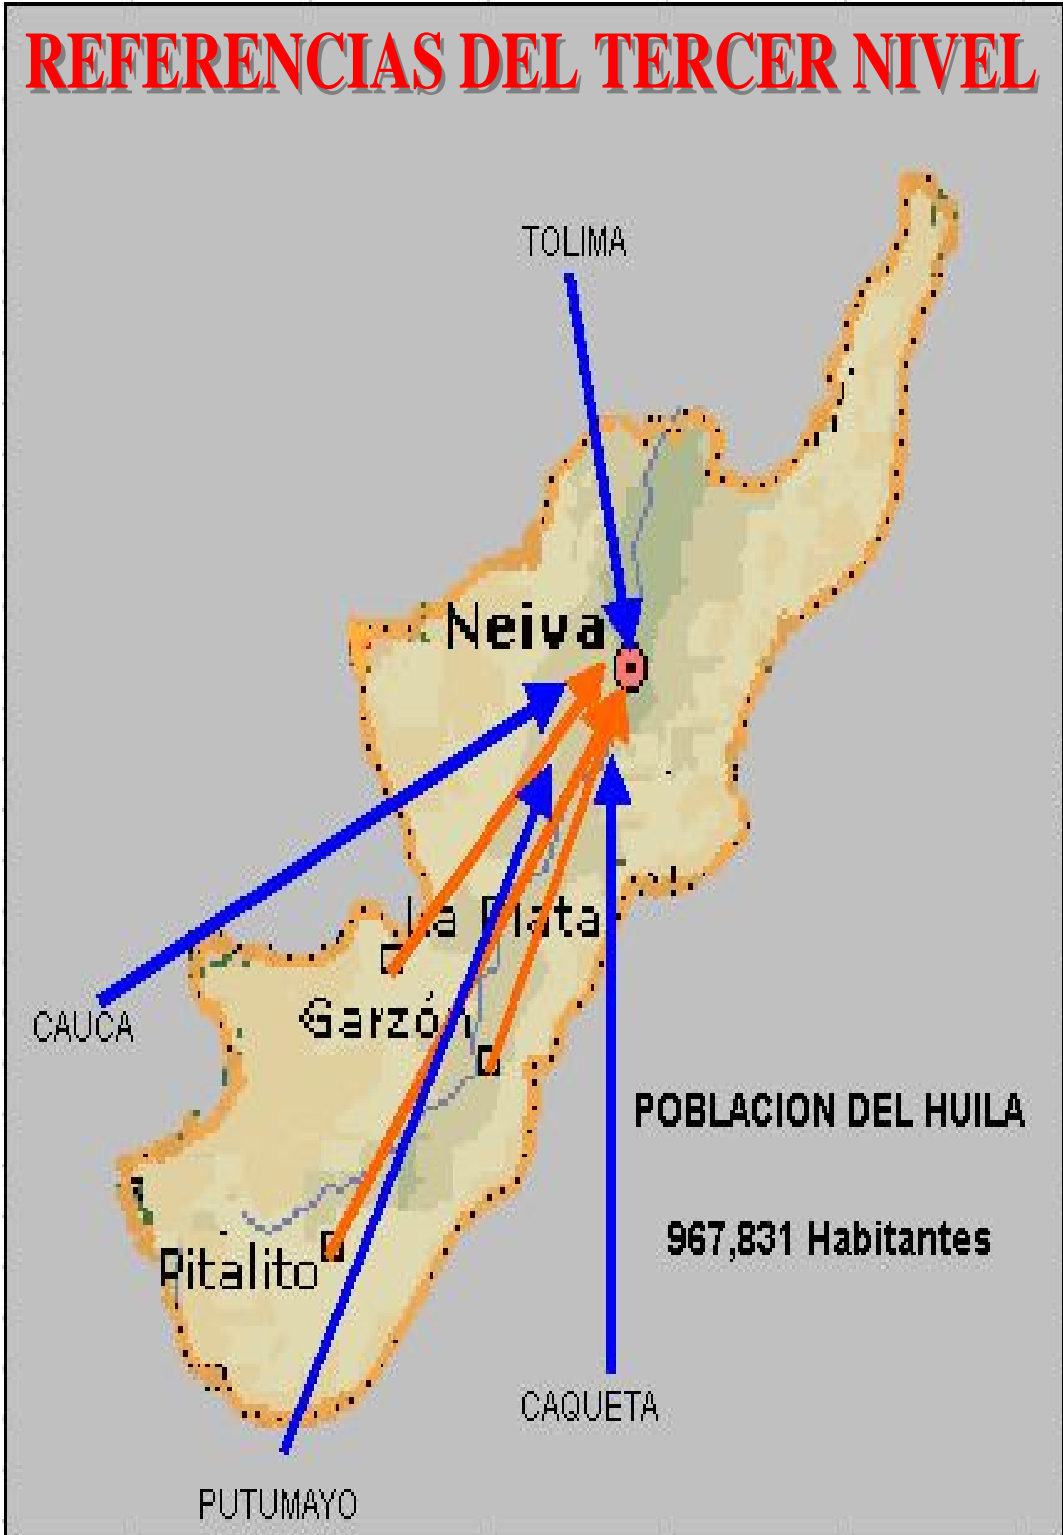 REFERENCIAS DEL TERCER NIVEL
TOLIMA
Neiva
La Plata
CAUCA
Garzón
POBLACION DEL HUILA
967,831 Habitantes
Pitalito
CAQUETA
PUTUMAYO